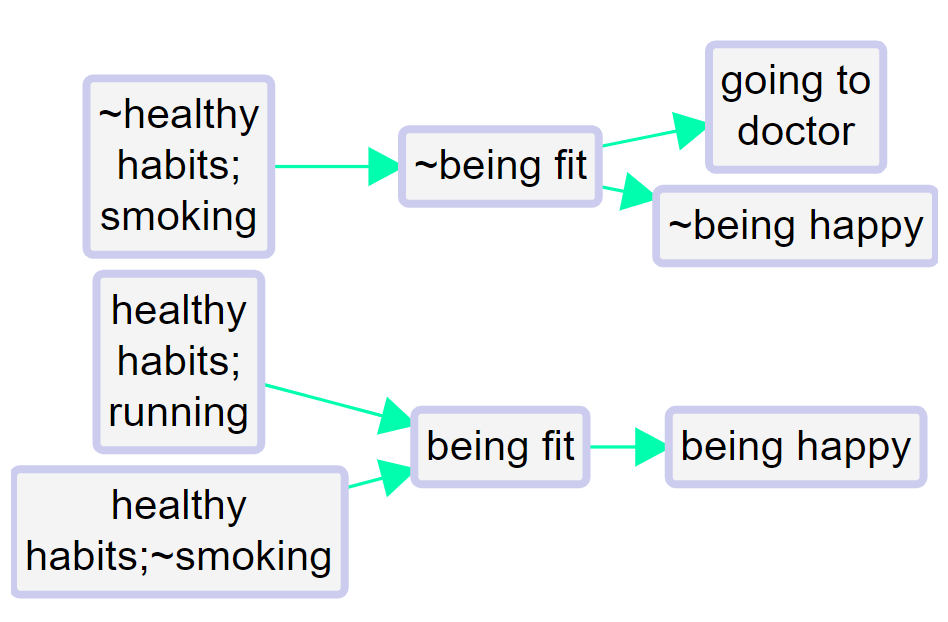 ~healthy
habits;
smoking
~being fit
going to
doctor
~being happy
healthy
habits;
running
healthy
habits;~smoking
being fit
being happy